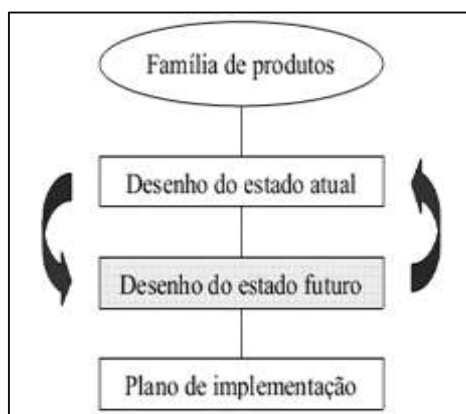 Família de produtos
Desenho do estado atual
Desenho do estado futuro
Plano de implementação